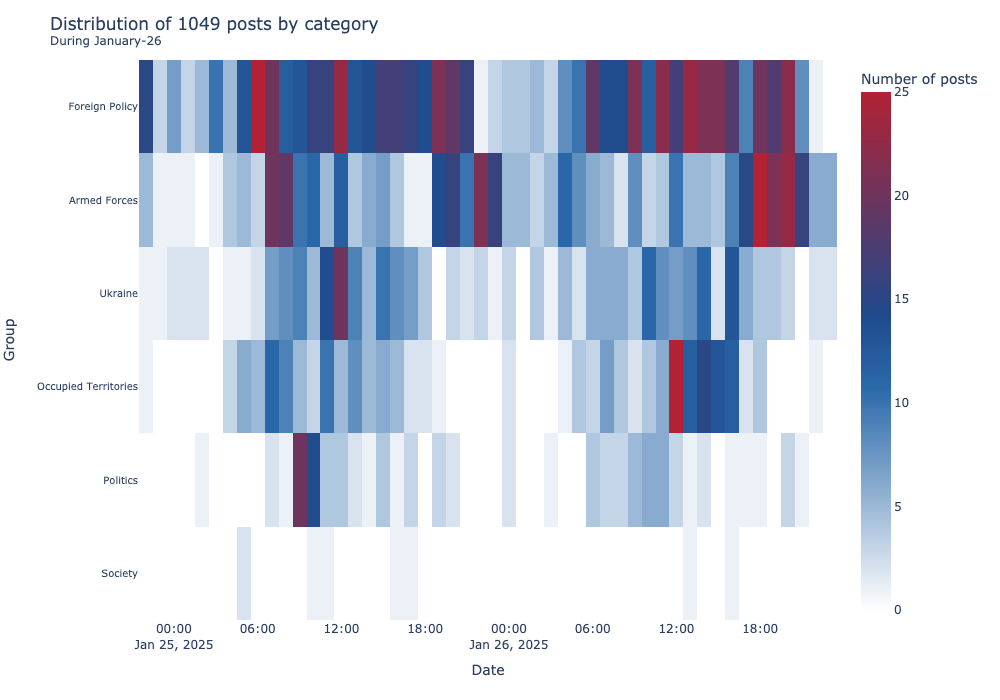 Distribution of 1049 posts by category
During January-26
Number of posts
25
20
15
10
5
0
Group
Foreign Policy
Armed Forces
Ukraine
Occupied Territories
Politics
Society
00:00
Jan 25, 2025
06:00
12:00
18:00
00:00
Jan 26, 2025
06:00
12:00
18:00
Date